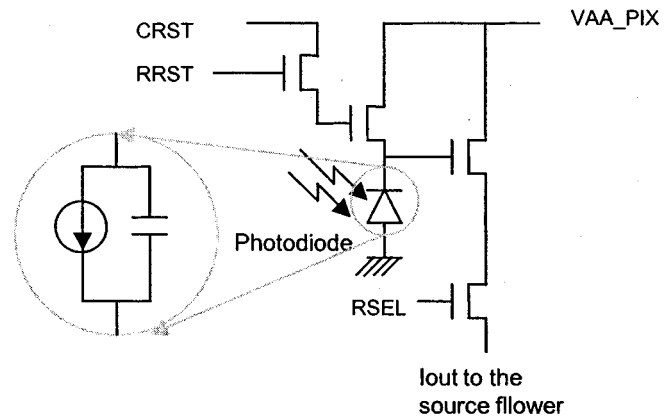 VAA_PIX
CRST
RRST
Photodiode
RSEL
Iout to the
source fllower